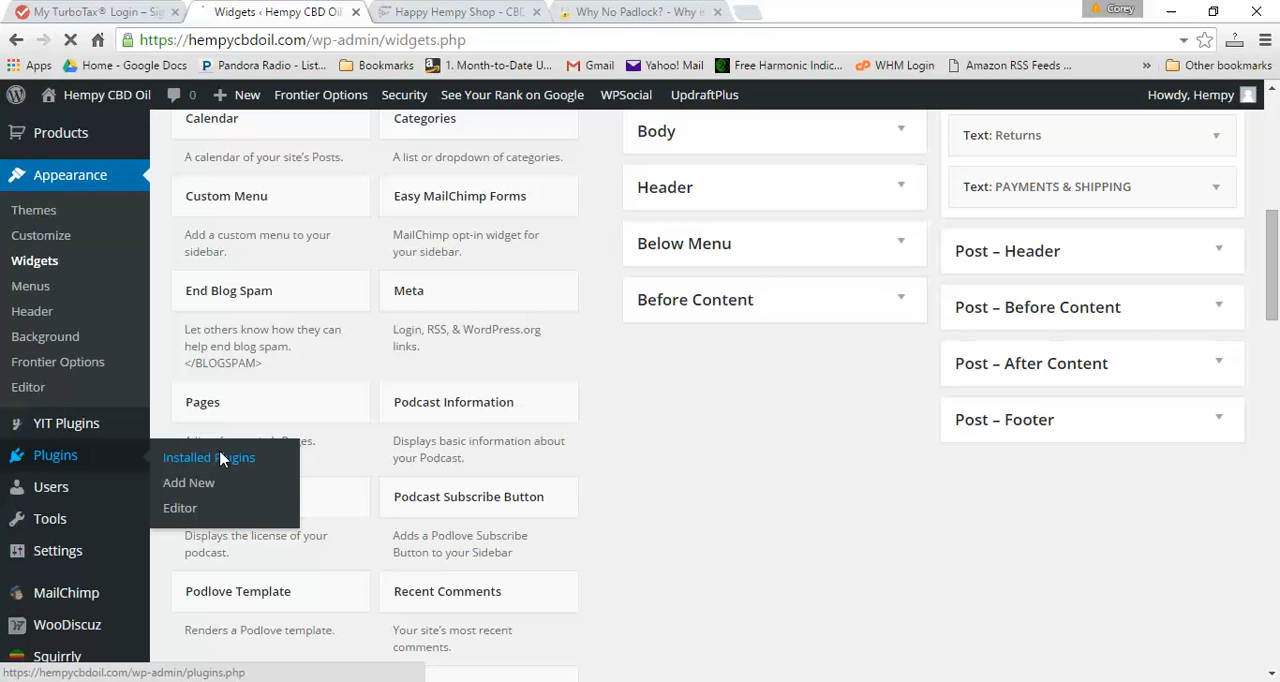 My TurboTax® Login – Sig
Widgets ‹ Hempy CBD Oil
Happy Hempy Shop - CBD
Why No Padlock? - Why is
Corey
https://hempycbdoil.com/wp-admin/widgets.php
Apps
Home - Google Docs
Pandora Radio - List...
Bookmarks
1. Month-to-Date U...
Gmail
Yahoo! Mail
Free Harmonic Indic...
WHM Login
Amazon RSS Feeds ...
»
Other bookmarks
Hempy CBD Oil
0
New
Frontier Options
Security
See Your Rank on Google
WPSocial
UpdraftPlus
Howdy, Hempy
Products
Appearance
Themes
Customize
Widgets
Menus
Header
Background
Frontier Options
Editor
YIT Plugins
Plugins
Installed Plugins
Add New
Editor
Users
Tools
Settings
MailChimp
WooDiscuz
Squirrly
Calendar
A calendar of your site's Posts.
Custom Menu
Add a custom menu to your
sidebar.
End Blog Spam
Let others know how they can
help end blog spam.
</BLOGSPAM>
Pages
Displays the license of your
podcast.
Podlove Template
Renders a Podlove template.
Categories
A list or dropdown of categories.
Easy MailChimp Forms
MailChimp opt-in widget for
your sidebar.
Meta
Login, RSS, & WordPress.org
links.
Podcast Information
Displays basic information about
your Podcast.
Podcast Subscribe Button
Adds a Podlove Subscribe
Button to your Sidebar
Recent Comments
Your site's most recent
comments.
Body
Header
Below Menu
Before Content
Text: Returns
Text: PAYMENTS & SHIPPING
Post – Header
Post – Before Content
Post – After Content
Post – Footer
https://hempycbdoil.com/wp-admin/plugins.php